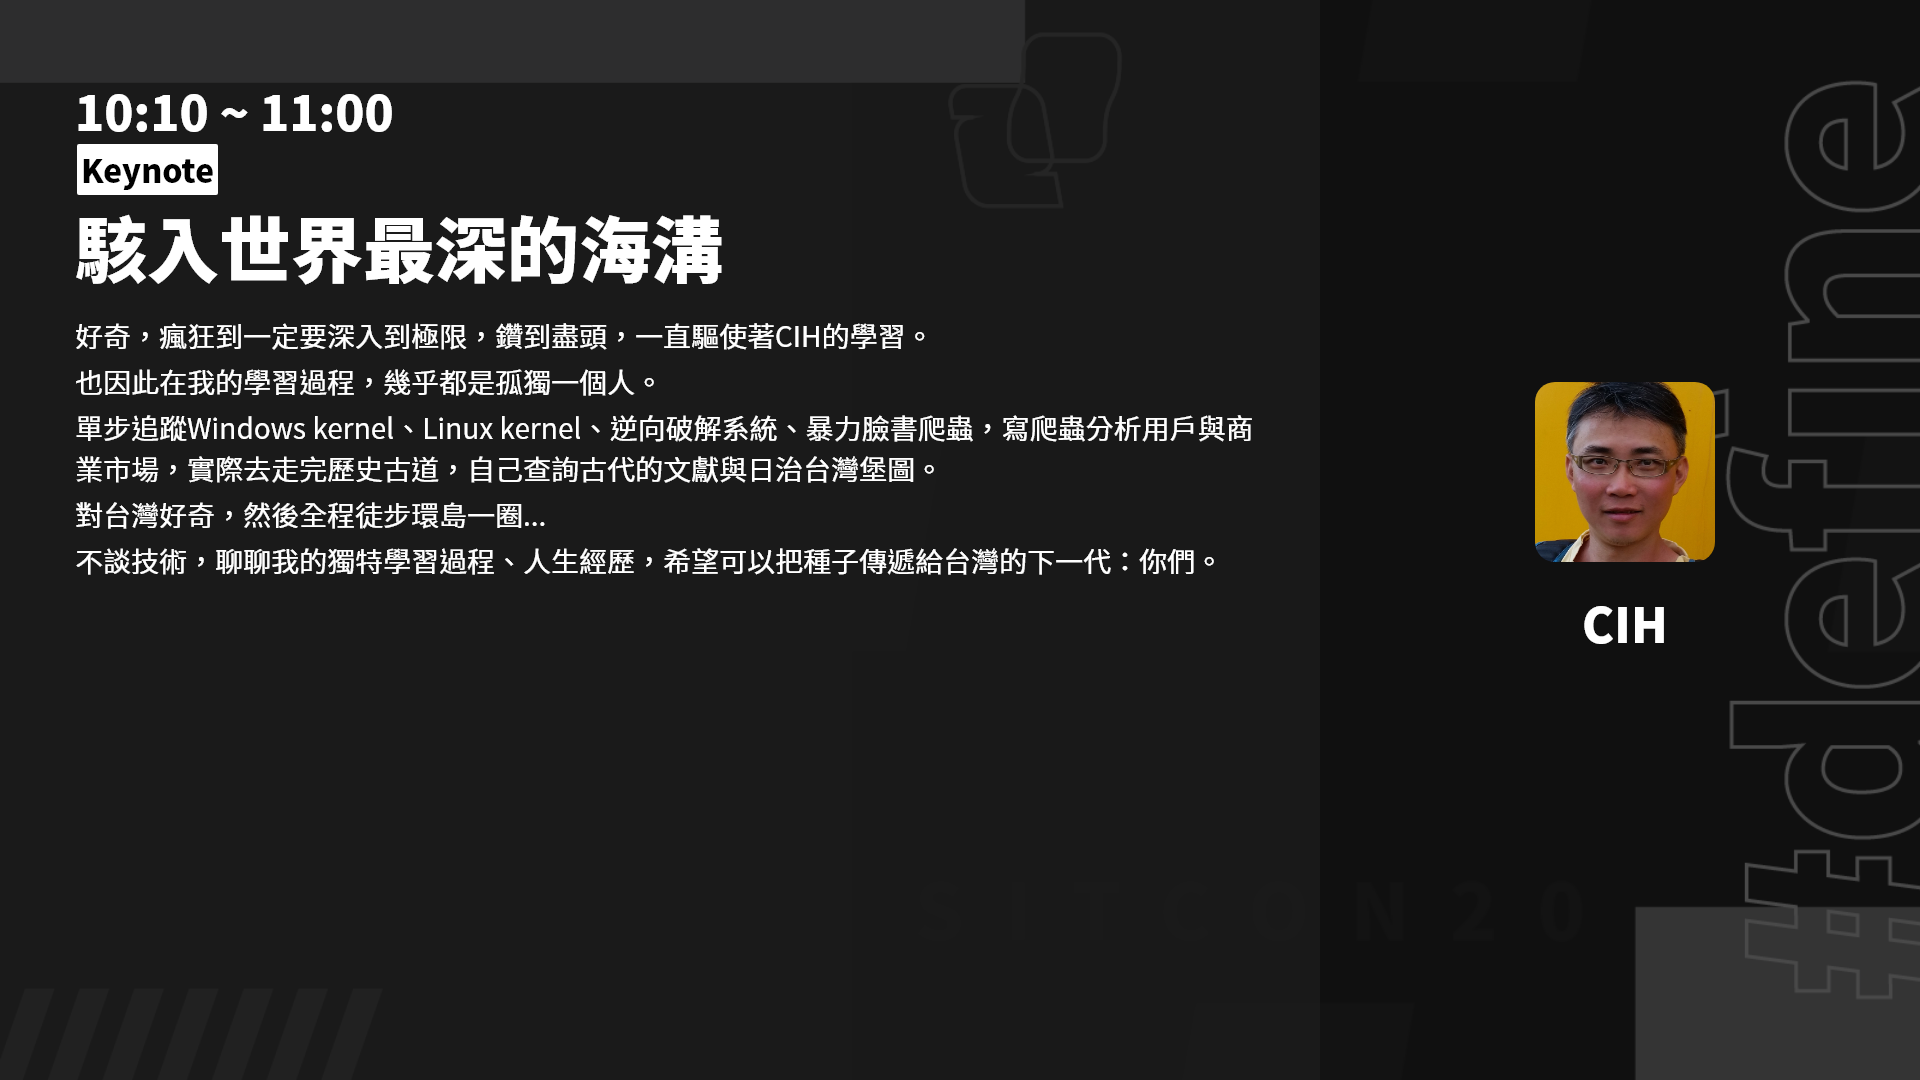 10:10 ~ 11:00
Keynote
駭入世界最深的海溝
好奇，瘋狂到一定要深入到極限，鑽到盡頭，一直驅使著CIH的學習。
也因此在我的學習過程，幾乎都是孤獨一個人。
單步追蹤Windows kernel、Linux kernel、逆向破解系統、暴力臉書爬蟲，寫爬蟲分析用戶與商
業市場，實際去走完歷史古道，自己查詢古代的文獻與日治台灣堡圖。
對台灣好奇，然後全程徒步環島一圈...
不談技術，聊聊我的獨特學習過程、人生經歷，希望可以把種子傳遞給台灣的下一代：你們。
CIH
#define
SITCON20